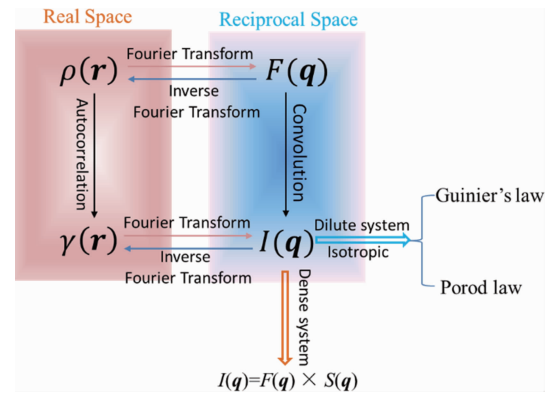 Real Space
Reciprocal Space
ρ(r)
Fourier Transform
Inverse
Fourier Transform
F(q)
Autocorrelation
Convolution
γ(r)
Fourier Transform
Inverse
Fourier Transform
I(q)
Dilute system
Isotropic
Guinier's law
Porod law
Dense system
I(q)=F(q) × S(q)